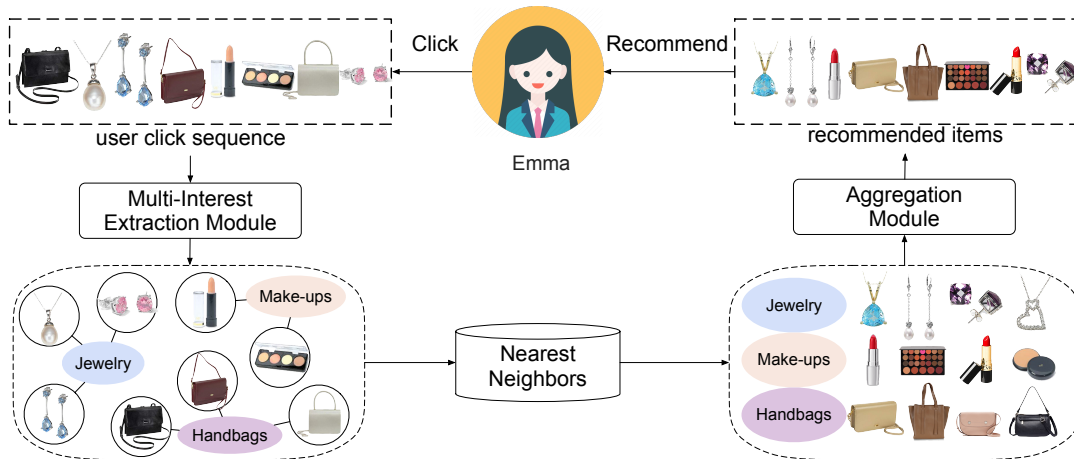 Click
Recommend
user click sequence
Emma
recommended items
Multi-Interest
Extraction Module
Aggregation
Module
Make-ups
Jewelry
Handbags
Nearest
Neighbors
Jewelry
Make-ups
Handbags